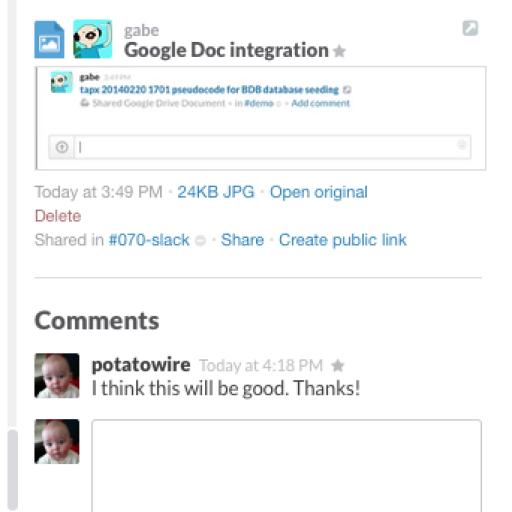 gabe
Google Doc integration
gabe 3:49 PM
tapx 20140220 1701 pseudocode for BDB database seeding
Shared Google Drive Document • in #demo • Add comment
Today at 3:49 PM · 24KB JPG · Open original
Delete
Shared in #070-slack · Share · Create public link
Comments
potatowire Today at 4:18 PM
I think this will be good. Thanks!